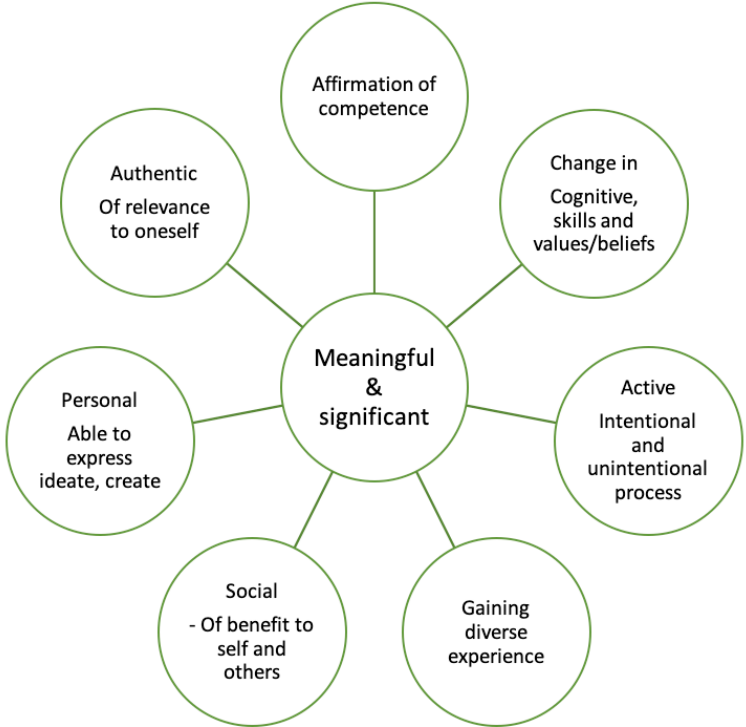 Affirmation of
competence
Change in
Cognitive,
skills and
values/beliefs
Active
Intentional
and
unintentional
process
Gaining
diverse
experience
Social
- Of benefit to
self and
others
Personal
Able to
express
ideate, create
Authentic
Of relevance
to oneself
Meaningful
&
significant